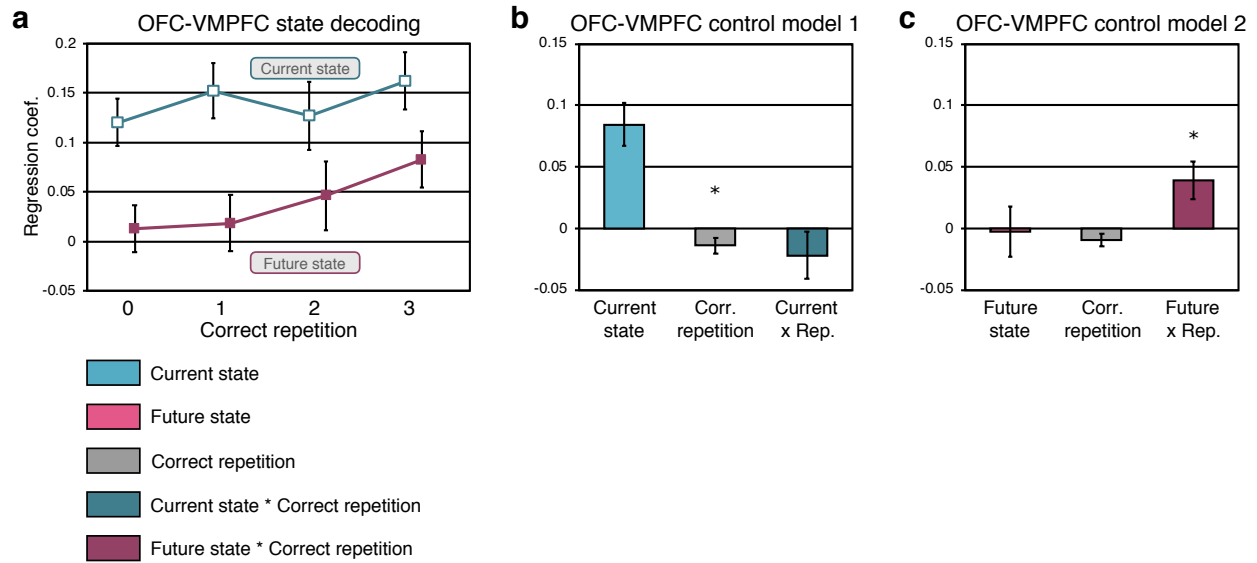 a
OFC-VMPFC state decoding
Regression coef.
0.2
0.15
0.1
0.05
0
-0.05
Current state
Future state
0 1 2 3
Correct repetition
Current state
Future state
Correct repetition
Current state * Correct repetition
Future state * Correct repetition
b
OFC-VMPFC control model 1
0.15
0.1
0.05
0
-0.05
*
Current Corr. Current
state repetition x Rep.
c
OFC-VMPFC control model 2
0.15
0.1
0.05
0
-0.05
*
Future Corr. Future
state repetition x Rep.